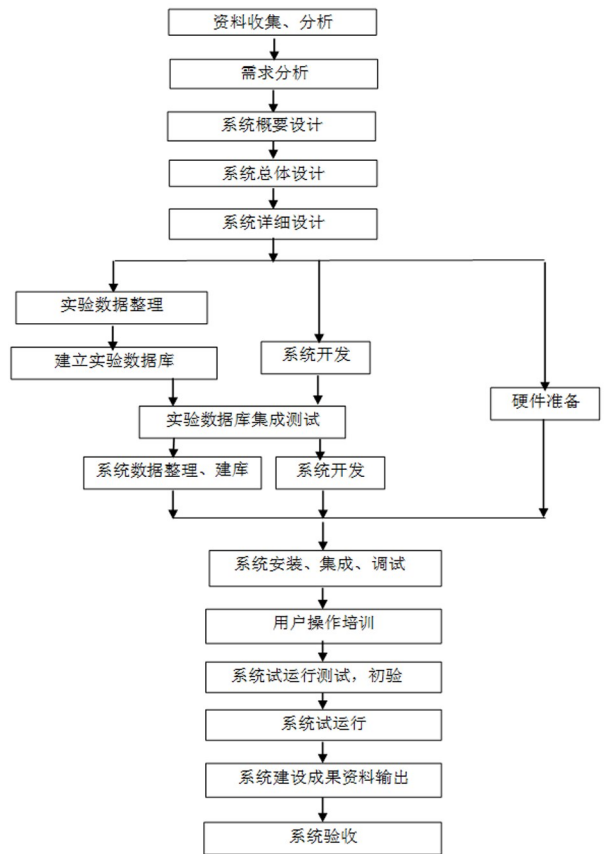 资料收集、分析
需求分析
系统概要设计
系统总体设计
系统详细设计
实验数据整理
建立实验数据库
系统开发
硬件准备
实验数据库集成测试
系统数据整理、建库
系统开发
系统安装、集成、调试
用户操作培训
系统试运行测试，初验
系统试运行
系统建设成果资料输出
系统验收